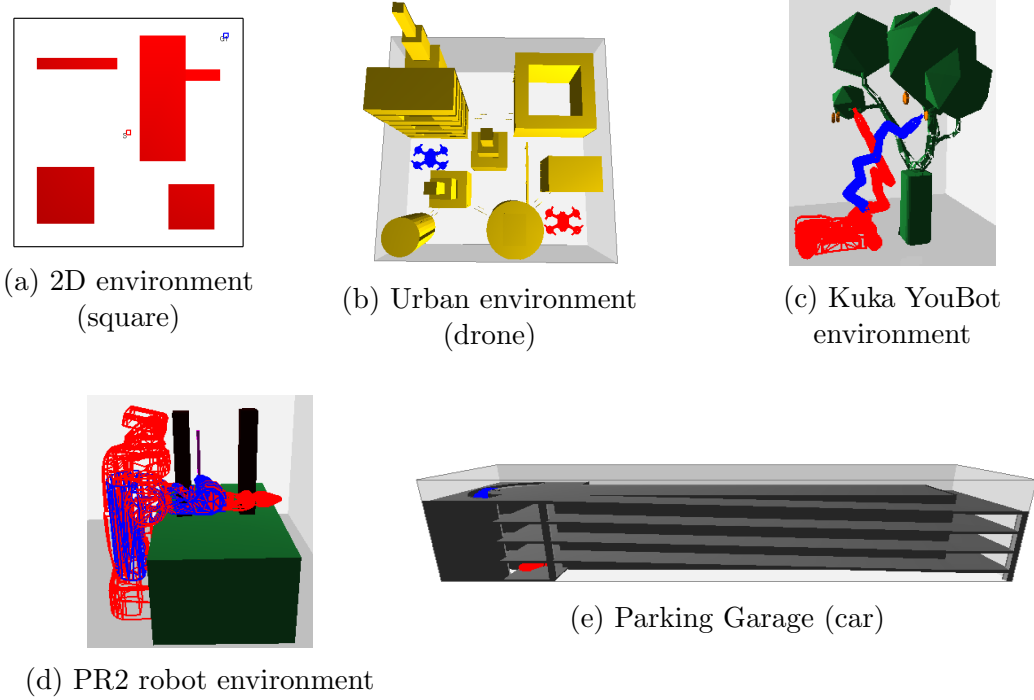 (a) 2D environment
(square)
(b) Urban environment
(drone)
(c) Kuka YouBot
environment
(d) PR2 robot environment
(e) Parking Garage (car)